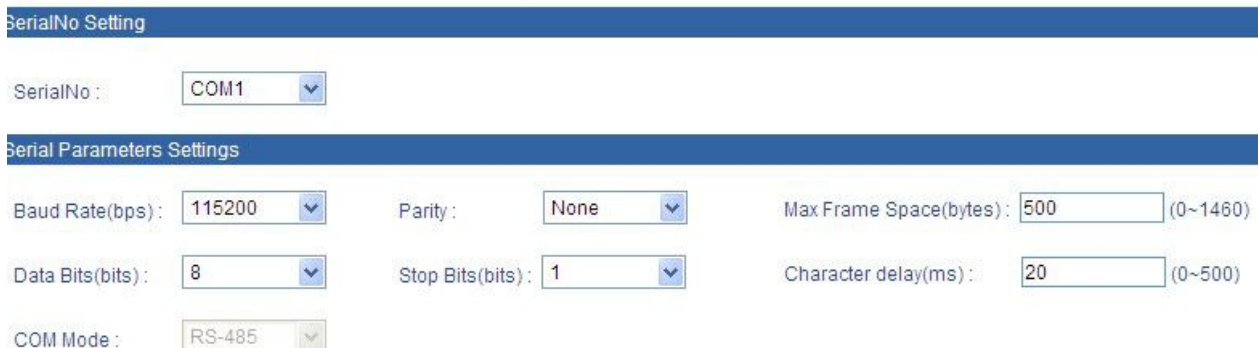 SerialNo Setting
SerialNo : COM1
Serial Parameters Settings
Baud Rate(bps) : 115200 Parity : None Max Frame Space(bytes) : 500 (0~1460)
Data Bits(bits) : 8 Stop Bits(bits) : 1 Character delay(ms) : 20 (0~500)
COM Mode : RS-485